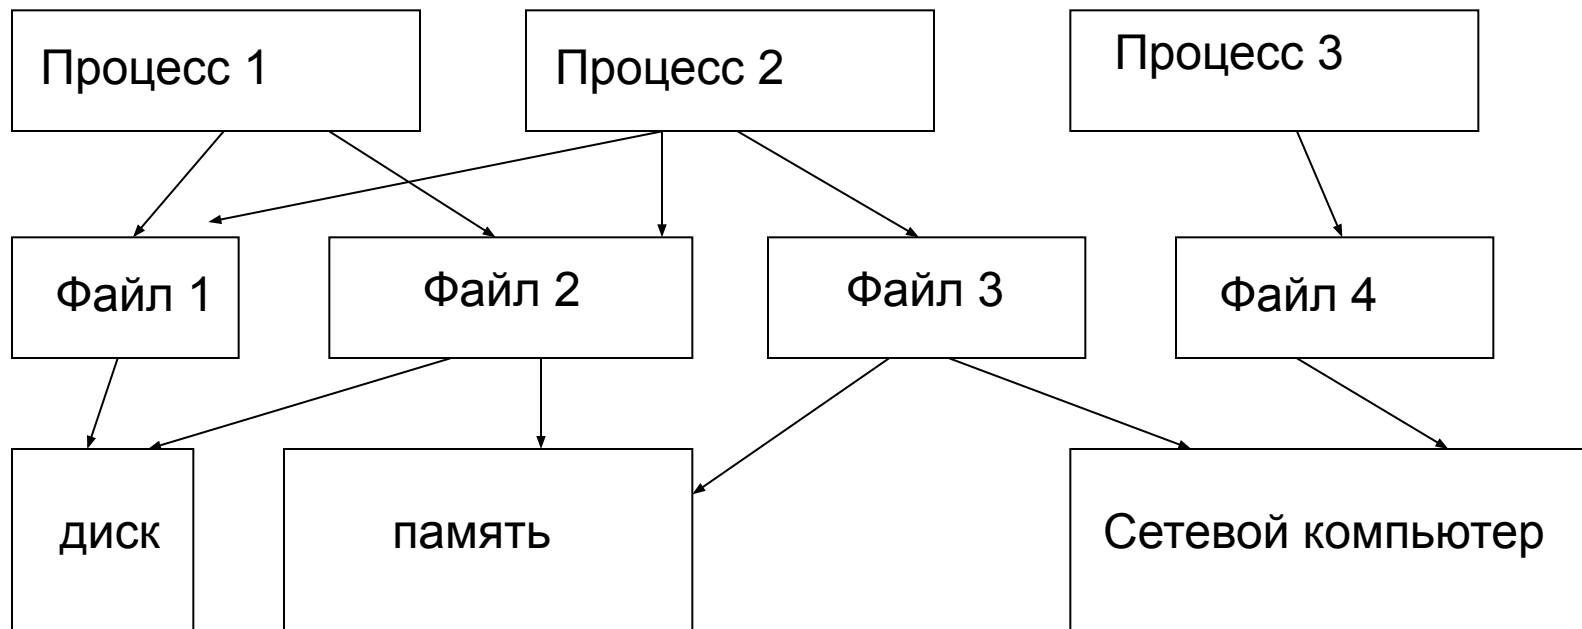 Процесс 1
Процесс 2
Процесс 3
Файл 1
Файл 2
Файл 3
Файл 4
диск
память
Сетевой компьютер